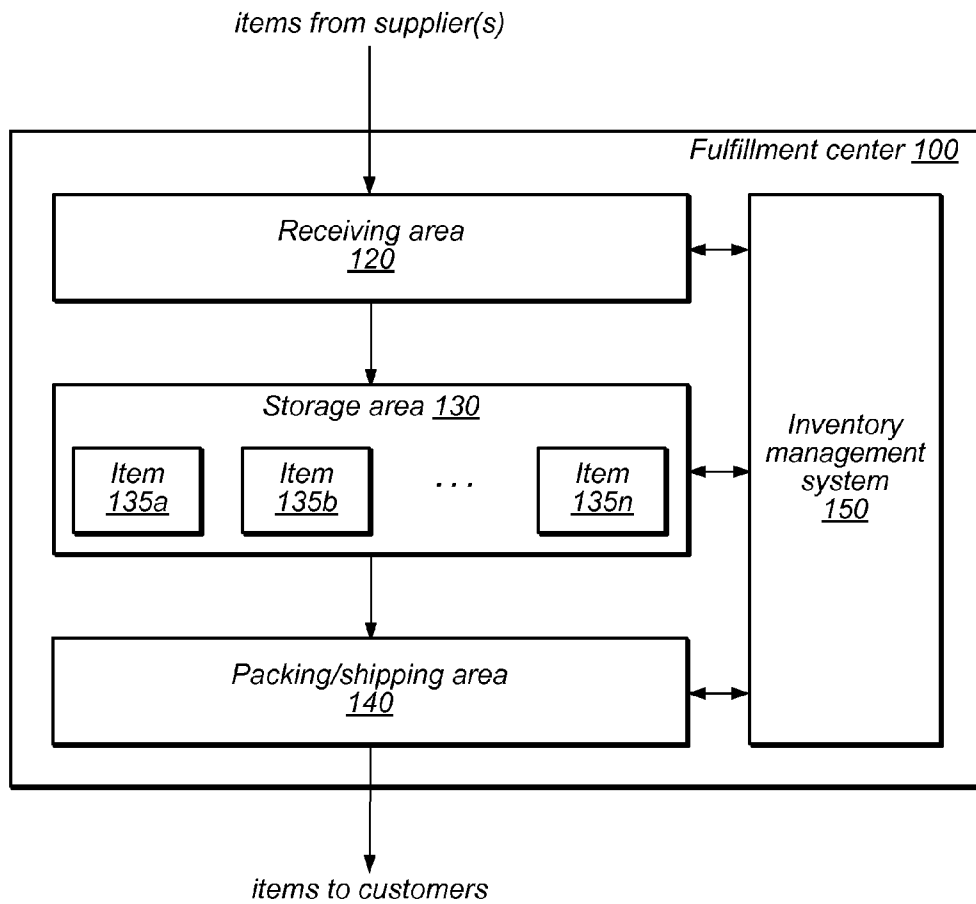 items from supplier(s)
Fulfillment center 100
Receiving area
120
Storage area 130
Item
135a
Item
135b
. . .
Item
135n
Inventory
management
system
150
Packing/shipping area
140
items to customers